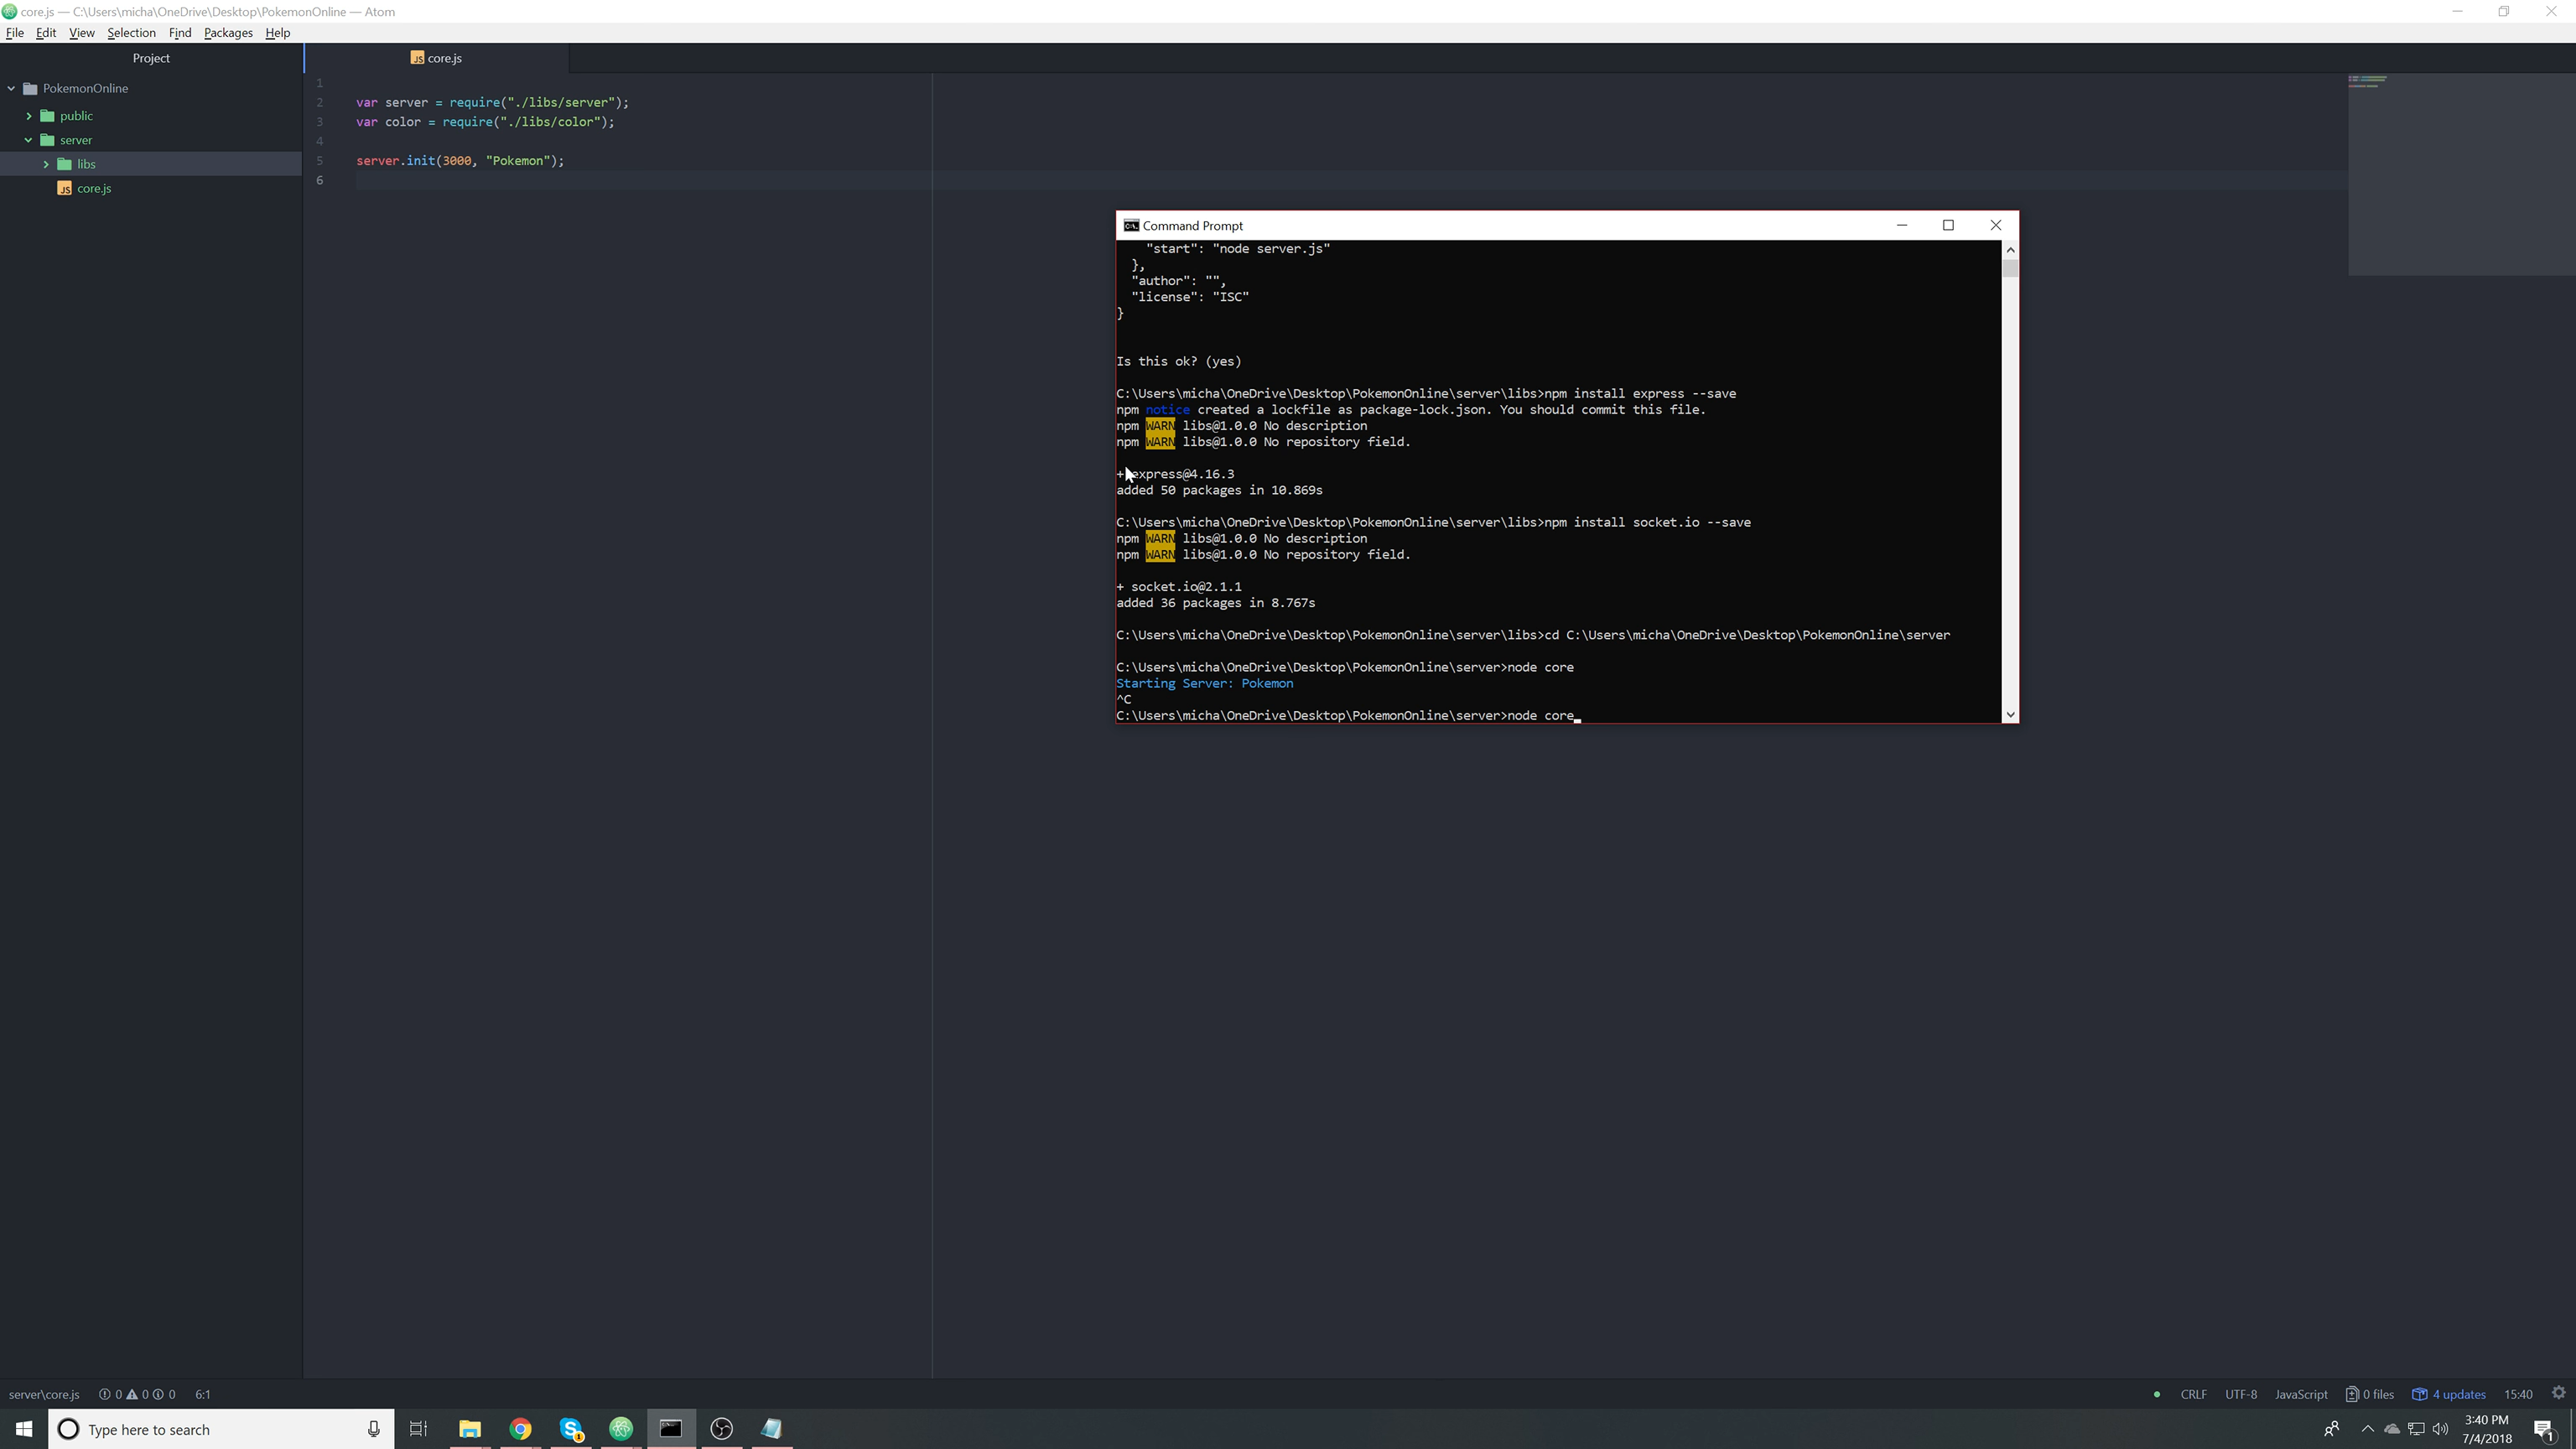 core.js — C:\Users\micha\OneDrive\Desktop\PokemonOnline — Atom
File Edit View Selection Find Packages Help
Project
core.js
PokemonOnline
public
server
libs
core.js
1
2 var server = require("./libs/server");
3 var color = require("./libs/color");
4
5 server.init(3000, "Pokemon");
6
Command Prompt
"start": "node server.js"
},
"author": "",
"license": "ISC"
}
Is this ok? (yes)
C:\Users\micha\OneDrive\Desktop\PokemonOnline\server\libs>npm install express --save
npm notice created a lockfile as package-lock.json. You should commit this file.
npm WARN libs@1.0.0 No description
npm WARN libs@1.0.0 No repository field.
+ express@4.16.3
added 50 packages in 10.869s
C:\Users\micha\OneDrive\Desktop\PokemonOnline\server\libs>npm install socket.io --save
npm WARN libs@1.0.0 No description
npm WARN libs@1.0.0 No repository field.
+ socket.io@2.1.1
added 36 packages in 8.767s
C:\Users\micha\OneDrive\Desktop\PokemonOnline\server\libs>cd C:\Users\micha\OneDrive\Desktop\PokemonOnline\server
C:\Users\micha\OneDrive\Desktop\PokemonOnline\server>node core
Starting Server: Pokemon
^C
C:\Users\micha\OneDrive\Desktop\PokemonOnline\server>node core_
server\core.js 0 0 0 6:1 CRLF UTF-8 JavaScript 0 files 4 updates 15:40
Type here to search
3:40 PM
7/4/2018
1